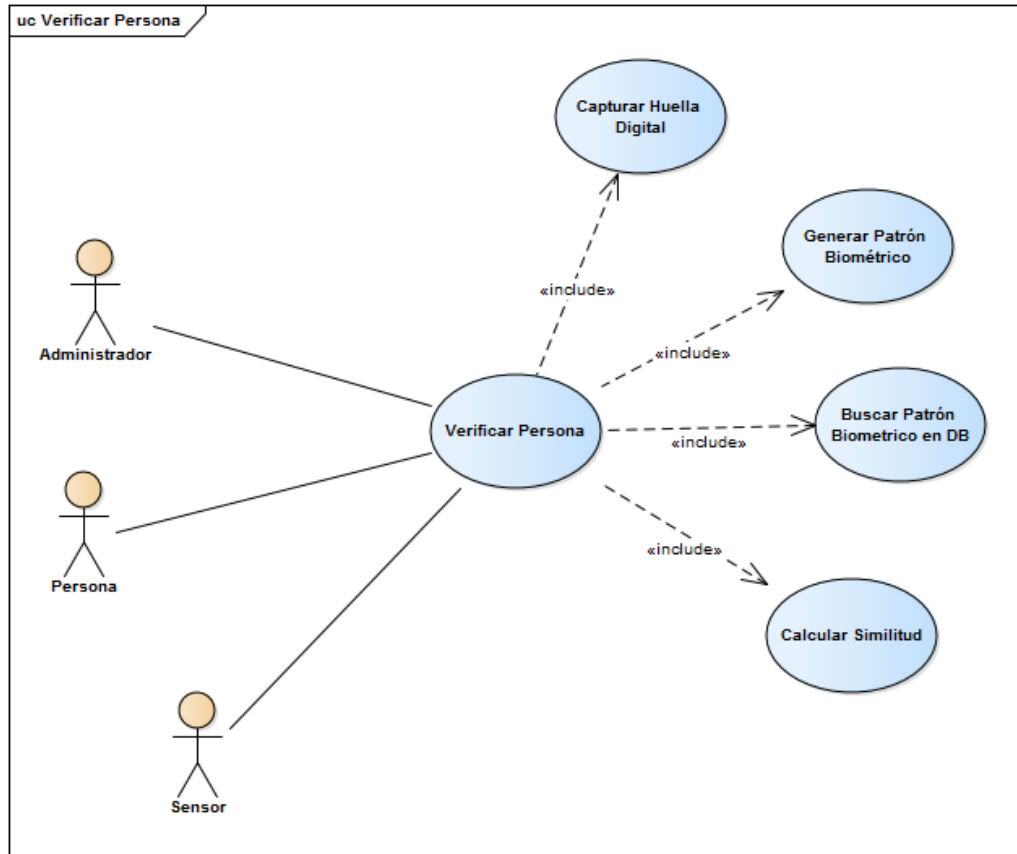 uc Verificar Persona
Capturar Huella
Digital
Generar Patrón
Biométrico
«include»
Administrador
«include»
Verificar Persona
Buscar Patrón
Biometrico en DB
«include»
Persona
«include»
Calcular Similitud
Sensor